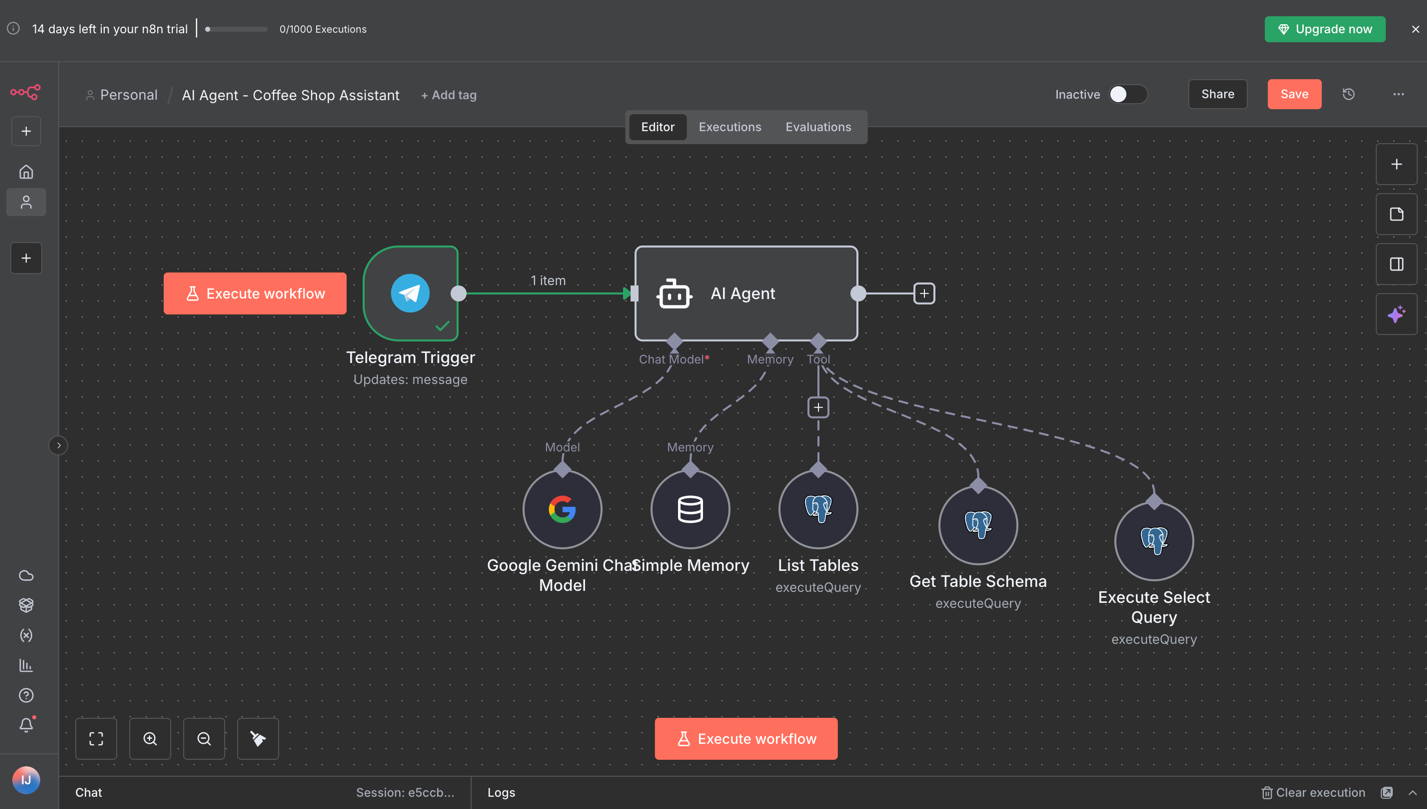 14 days left in your n8n trial
0/1000 Executions
Upgrade now
Personal / AI Agent - Coffee Shop Assistant
+ Add tag
Inactive
Share
Save
Editor
Executions
Evaluations
Execute workflow
1 item
AI Agent
Telegram Trigger
Updates: message
Chat Model*
Memory
Tool
Model
Memory
Google Gemini Chat
Model
Simple Memory
List Tables
executeQuery
Get Table Schema
executeQuery
Execute Select
Query
executeQuery
Execute workflow
IJ
Chat
Session: e5ccb...
Logs
Clear execution